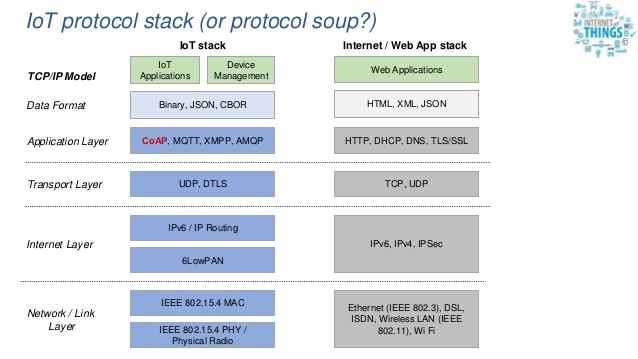 IoT protocol stack (or protocol soup?)
INTERNET of
THINGS
IoT stack
Internet / Web App stack
TCP/IP Model
IoT
Applications
Device
Management
Web Applications
Data Format
Binary, JSON, CBOR
HTML, XML, JSON
Application Layer
CoAP, MQTT, XMPP, AMQP
HTTP, DHCP, DNS, TLS/SSL
Transport Layer
UDP, DTLS
TCP, UDP
Internet Layer
IPv6 / IP Routing
6LowPAN
IPv6, IPv4, IPSec
Network / Link
Layer
IEEE 802.15.4 MAC
IEEE 802.15.4 PHY /
Physical Radio
Ethernet (IEEE 802.3), DSL,
ISDN, Wireless LAN (IEEE
802.11), Wi Fi